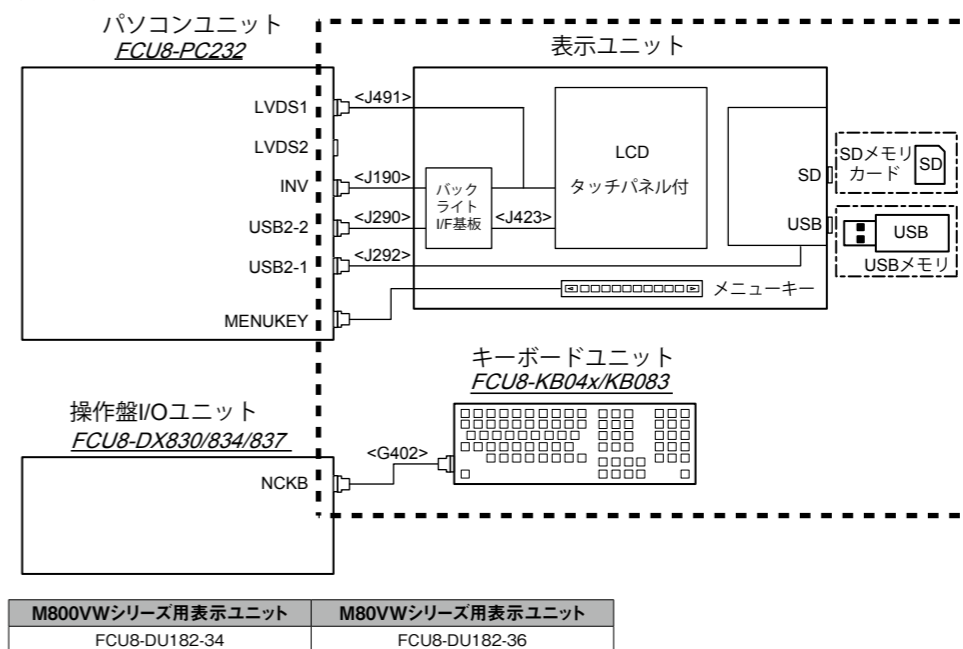 パソコンユニット
FCU8-PC232
表示ユニット
LVDS1
<J491>
LVDS2
INV
<J190>
USB2-2
<J290>
USB2-1
<J292>
MENUKEY
バック
ライト
I/F基板
<J423>
LCD
タッチパネル付
SD
USB
SDメモリ
カード
SD
USB
USBメモリ
メニューキー
キーボードユニット
FCU8-KB04x/KB083
操作盤I/Oユニット
FCU8-DX830/834/837
NCKB
<G402>
M800VWシリーズ用表示ユニット M80VWシリーズ用表示ユニット
FCU8-DU182-34 FCU8-DU182-36